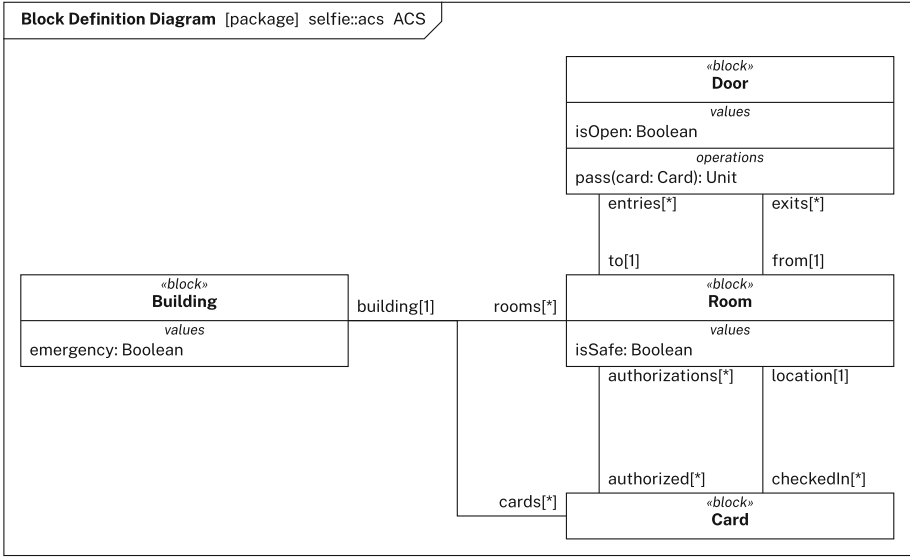 Block Definition Diagram [package] selfie::acs ACS
«block»
Door
values
isOpen: Boolean
operations
pass(card: Card): Unit
entries[*] exits[*]
to[1] from[1]
«block»
Building
values
emergency: Boolean
building[1] rooms[*]
«block»
Room
values
isSafe: Boolean
authorizations[*] location[1]
authorized[*] checkedIn[*]
cards[*]
«block»
Card